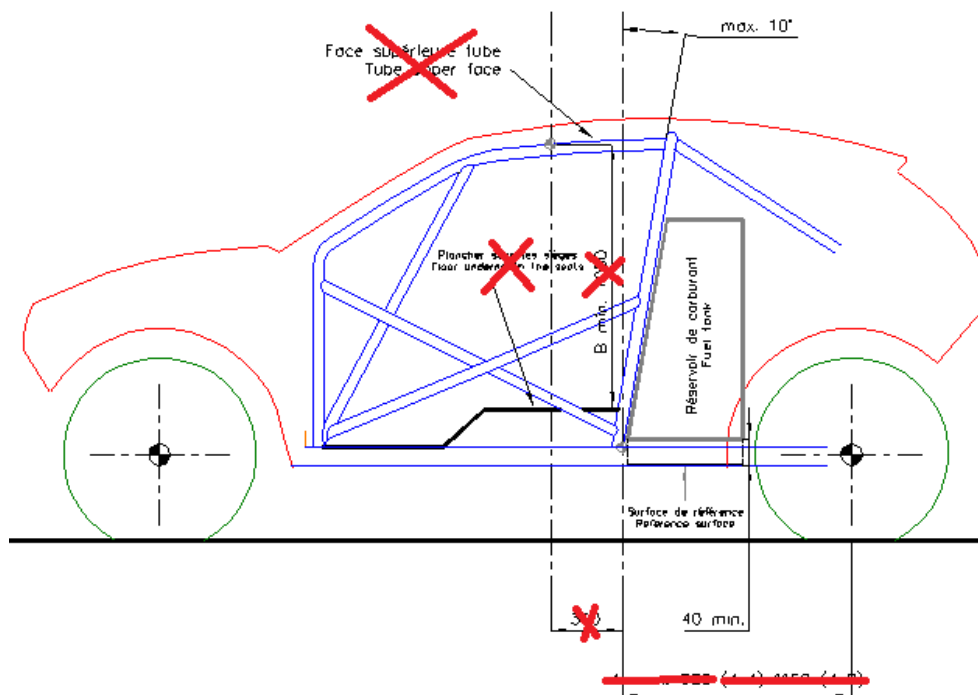 max. 10°
Face supérieure tube
Tube upper face
Plancher sous les sièges
Floor underneath the seats
B min.
Réservoir de carburant
Fuel tank
Surface de référence
Reference surface
40 min.